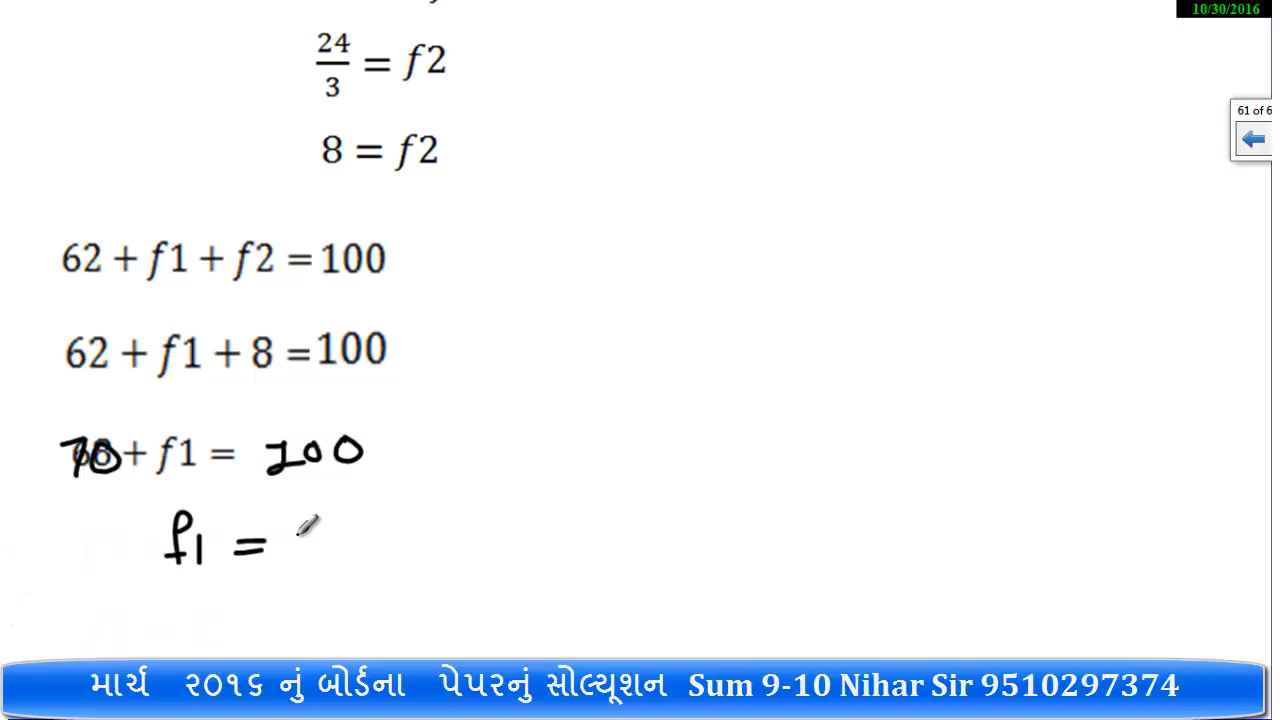 10/30/2016
24/3 = f2
61 of 6
8 = f2
62 + f1 + f2 = 100
62 + f1 + 8 = 100
70 + f1 = 100
f1 =
માર્ચ ૨૦૧૬ નું બોર્ડના પેપરનું સોલ્યૂશન Sum 9-10 Nihar Sir 9510297374